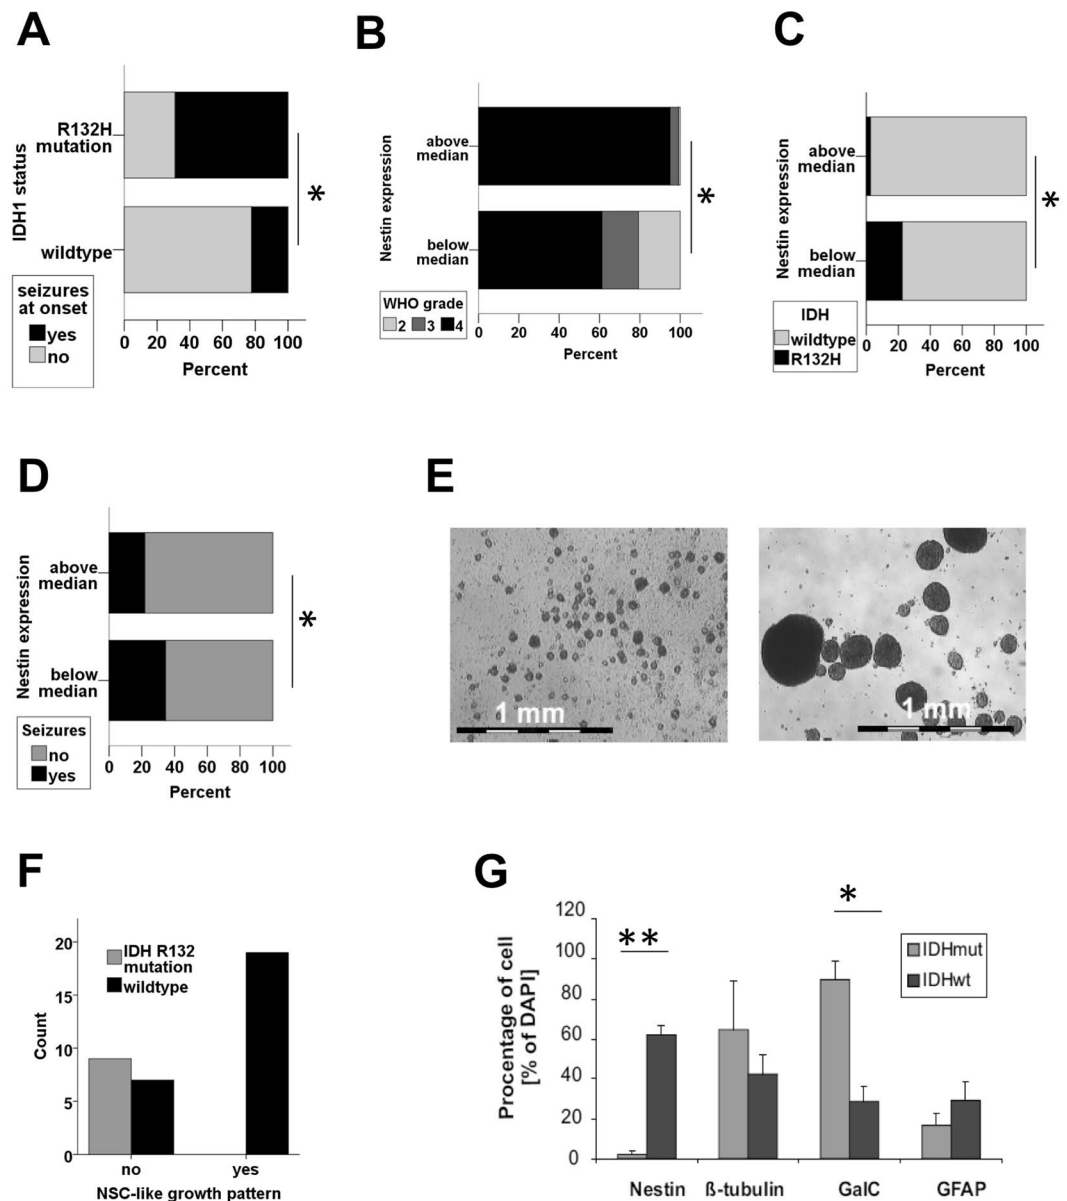 A
IDH1 status
R132H
mutation
wildtype
*
seizures
at onset
yes
no
0 20 40 60 80 100
Percent
B
Nestin expression
above
median
below
median
*
WHO grade
2 3 4
0 20 40 60 80 100
Percent
C
Nestin expression
above
median
below
median
*
IDH
wildtype
R132H
0 20 40 60 80 100
Percent
D
Nestin expression
above
median
below
median
*
Seizures
no
yes
0 20 40 60 80 100
Percent
E
1 mm
1 mm
F
Count
20
15
10
5
0
IDH R132
mutation
wildtype
no yes
NSC-like growth pattern
G
Procentage of cell
[% of DAPI]
120
100
80
60
40
20
0
**
*
IDHmut
IDHwt
Nestin ß-tubulin GalC GFAP